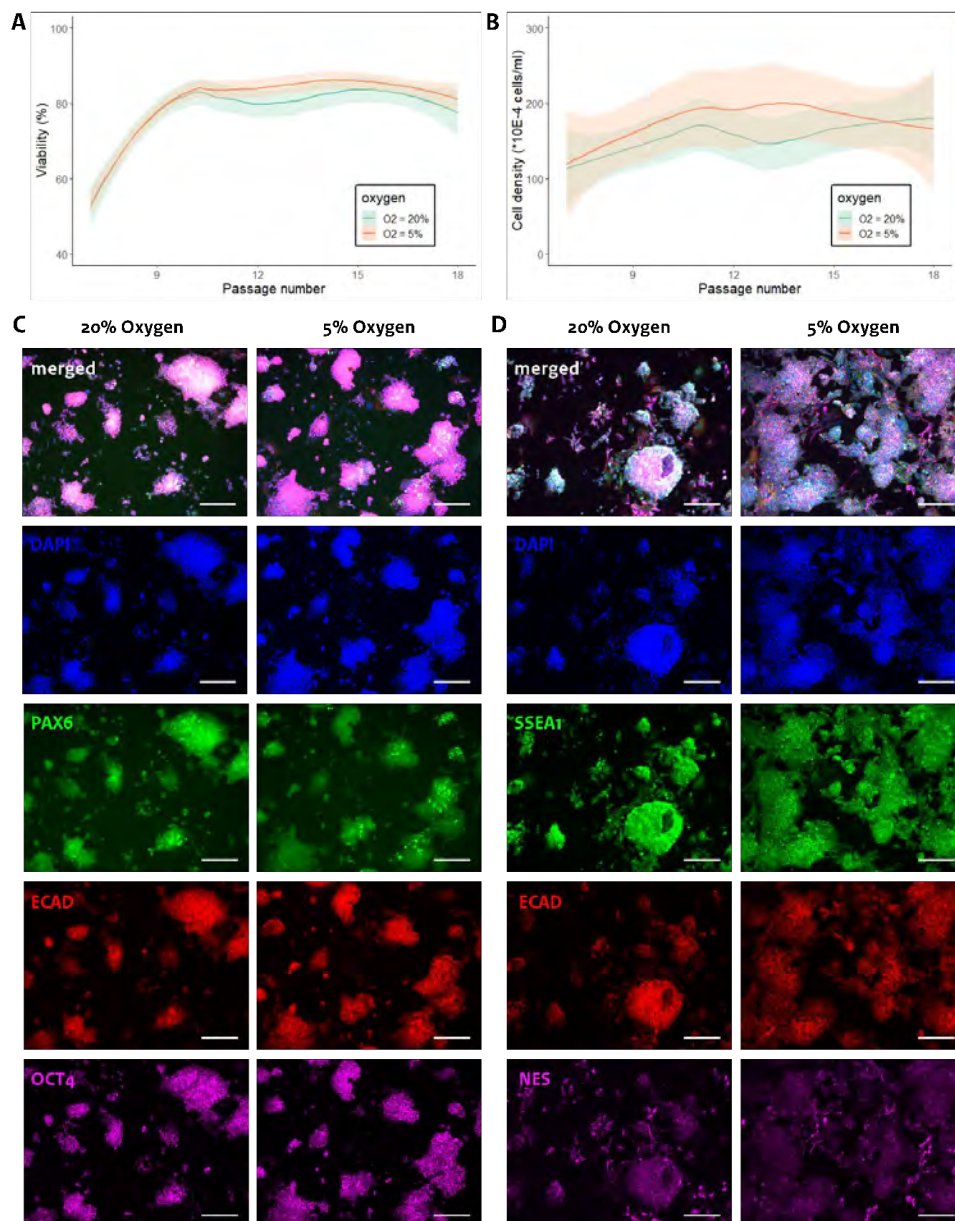 A
100
80
60
40
Viability (%)
oxygen
O2 = 20%
O2 = 5%
9
12
15
18
Passage number
B
300
200
100
0
Cell density (*10E-4 cells/ml)
oxygen
O2 = 20%
O2 = 5%
9
12
15
18
Passage number
C
20% Oxygen
5% Oxygen
D
20% Oxygen
5% Oxygen
merged
merged
DAPI
DAPI
PAX6
SSEA1
ECAD
ECAD
OCT4
NES